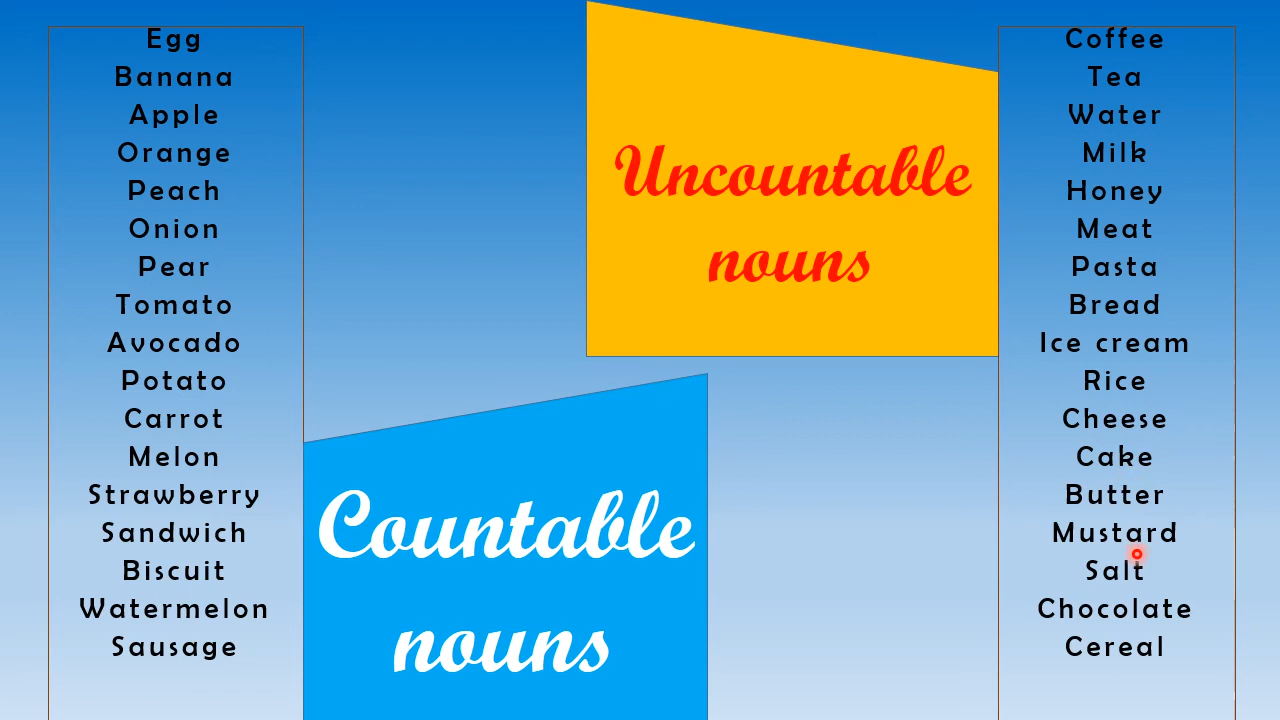 Egg
Banana
Apple
Orange
Peach
Onion
Pear
Tomato
Avocado
Potato
Carrot
Melon
Strawberry
Sandwich
Biscuit
Watermelon
Sausage
Uncountable
nouns
Countable
nouns
Coffee
Tea
Water
Milk
Honey
Meat
Pasta
Bread
Ice cream
Rice
Cheese
Cake
Butter
Mustard
Salt
Chocolate
Cereal